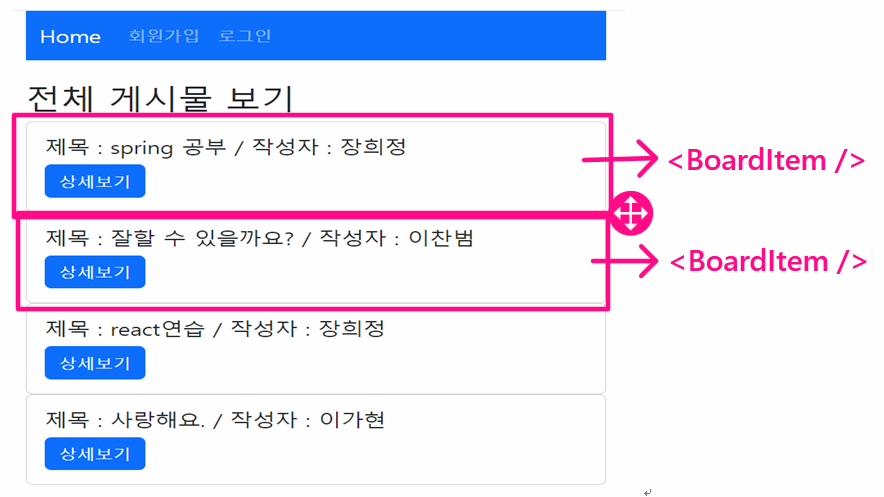 Home 회원가입 로그인
전체 게시물 보기
제목 : spring 공부 / 작성자 : 장희정
상세보기
<BoardItem />
제목 : 잘할 수 있을까요? / 작성자 : 이찬범
상세보기
<BoardItem />
제목 : react연습 / 작성자 : 장희정
상세보기
제목 : 사랑해요. / 작성자 : 이가현
상세보기